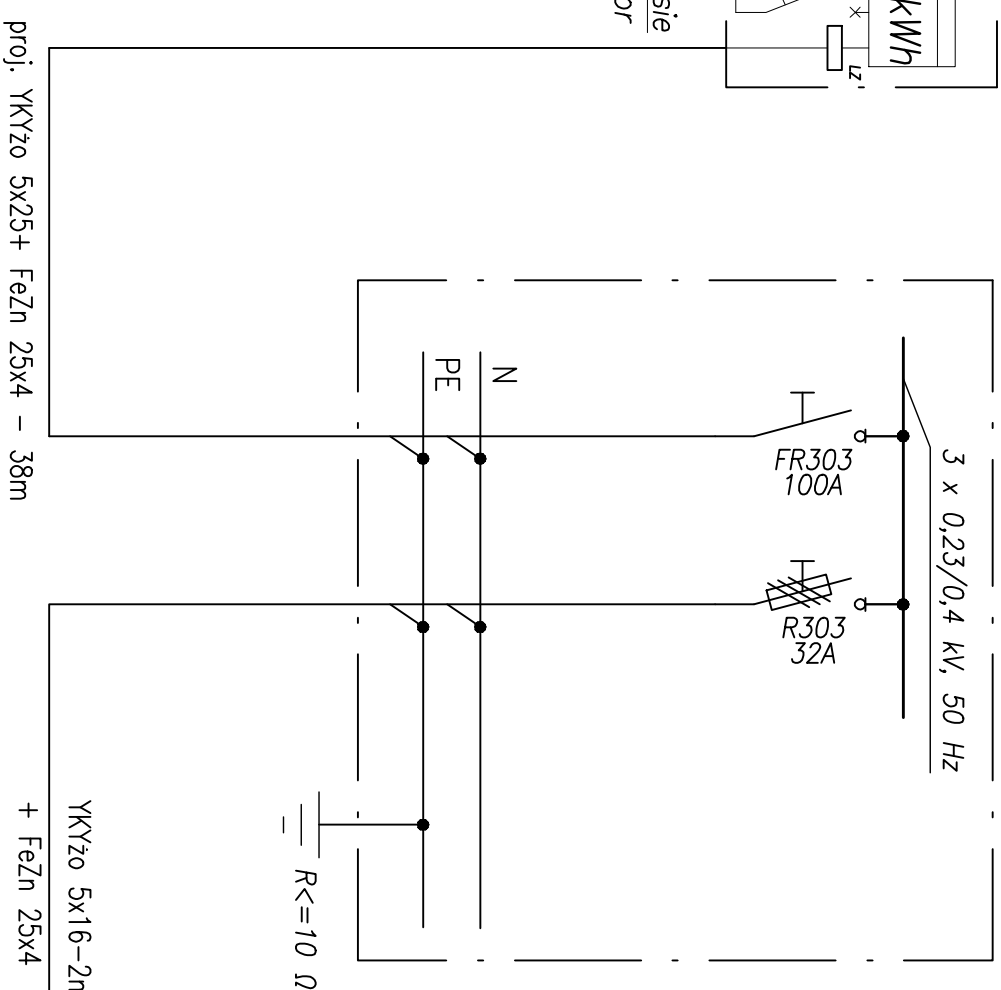 kWh
LZ
proj. YKYżo 5x25+ FeZn 25x4 - 38m
N
PE
FR303
100A
R303
32A
3 x 0,23/0,4 kV, 50 Hz
R<=10 Ω
YKYżo 5x16-2m
+ FeZn 25x4